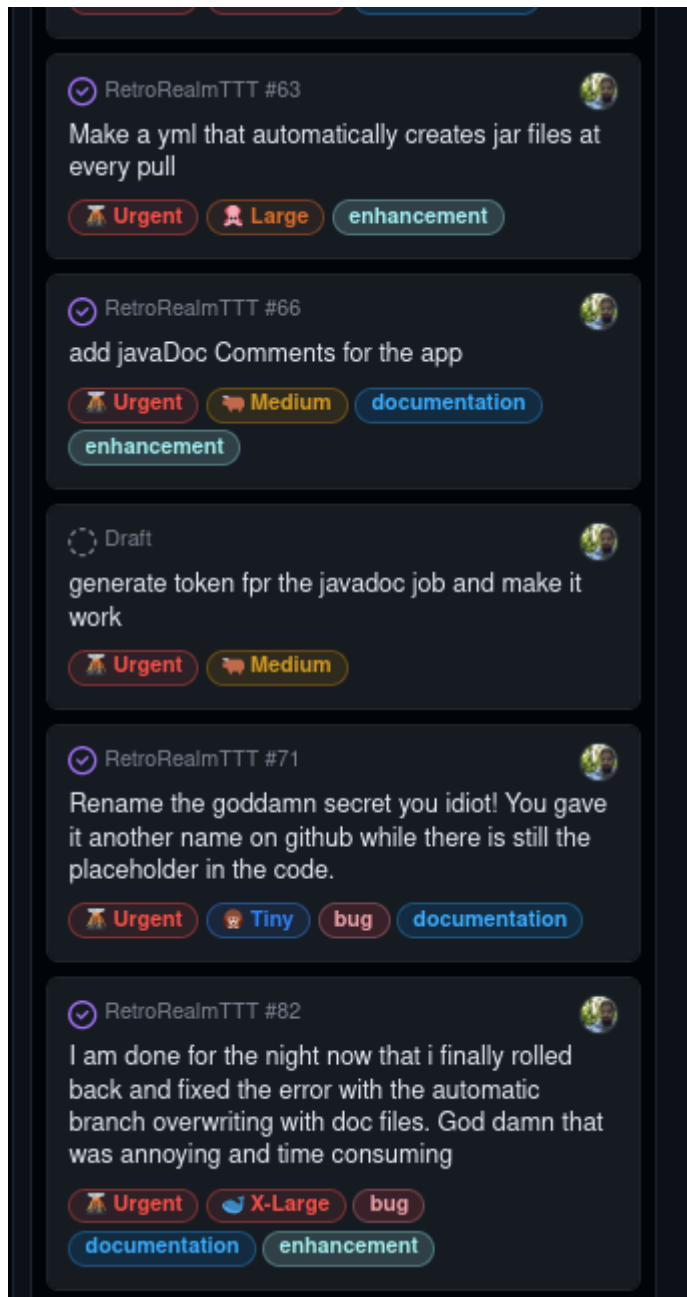 RetroRealmTTT #63
Make a yml that automatically creates jar files at
every pull
Urgent Large enhancement
RetroRealmTTT #66
add javaDoc Comments for the app
Urgent Medium documentation
enhancement
Draft
generate token fpr the javadoc job and make it
work
Urgent Medium
RetroRealmTTT #71
Rename the goddamn secret you idiot! You gave
it another name on github while there is still the
placeholder in the code.
Urgent Tiny bug documentation
RetroRealmTTT #82
I am done for the night now that i finally rolled
back and fixed the error with the automatic
branch overwriting with doc files. God damn that
was annoying and time consuming
Urgent X-Large bug
documentation enhancement